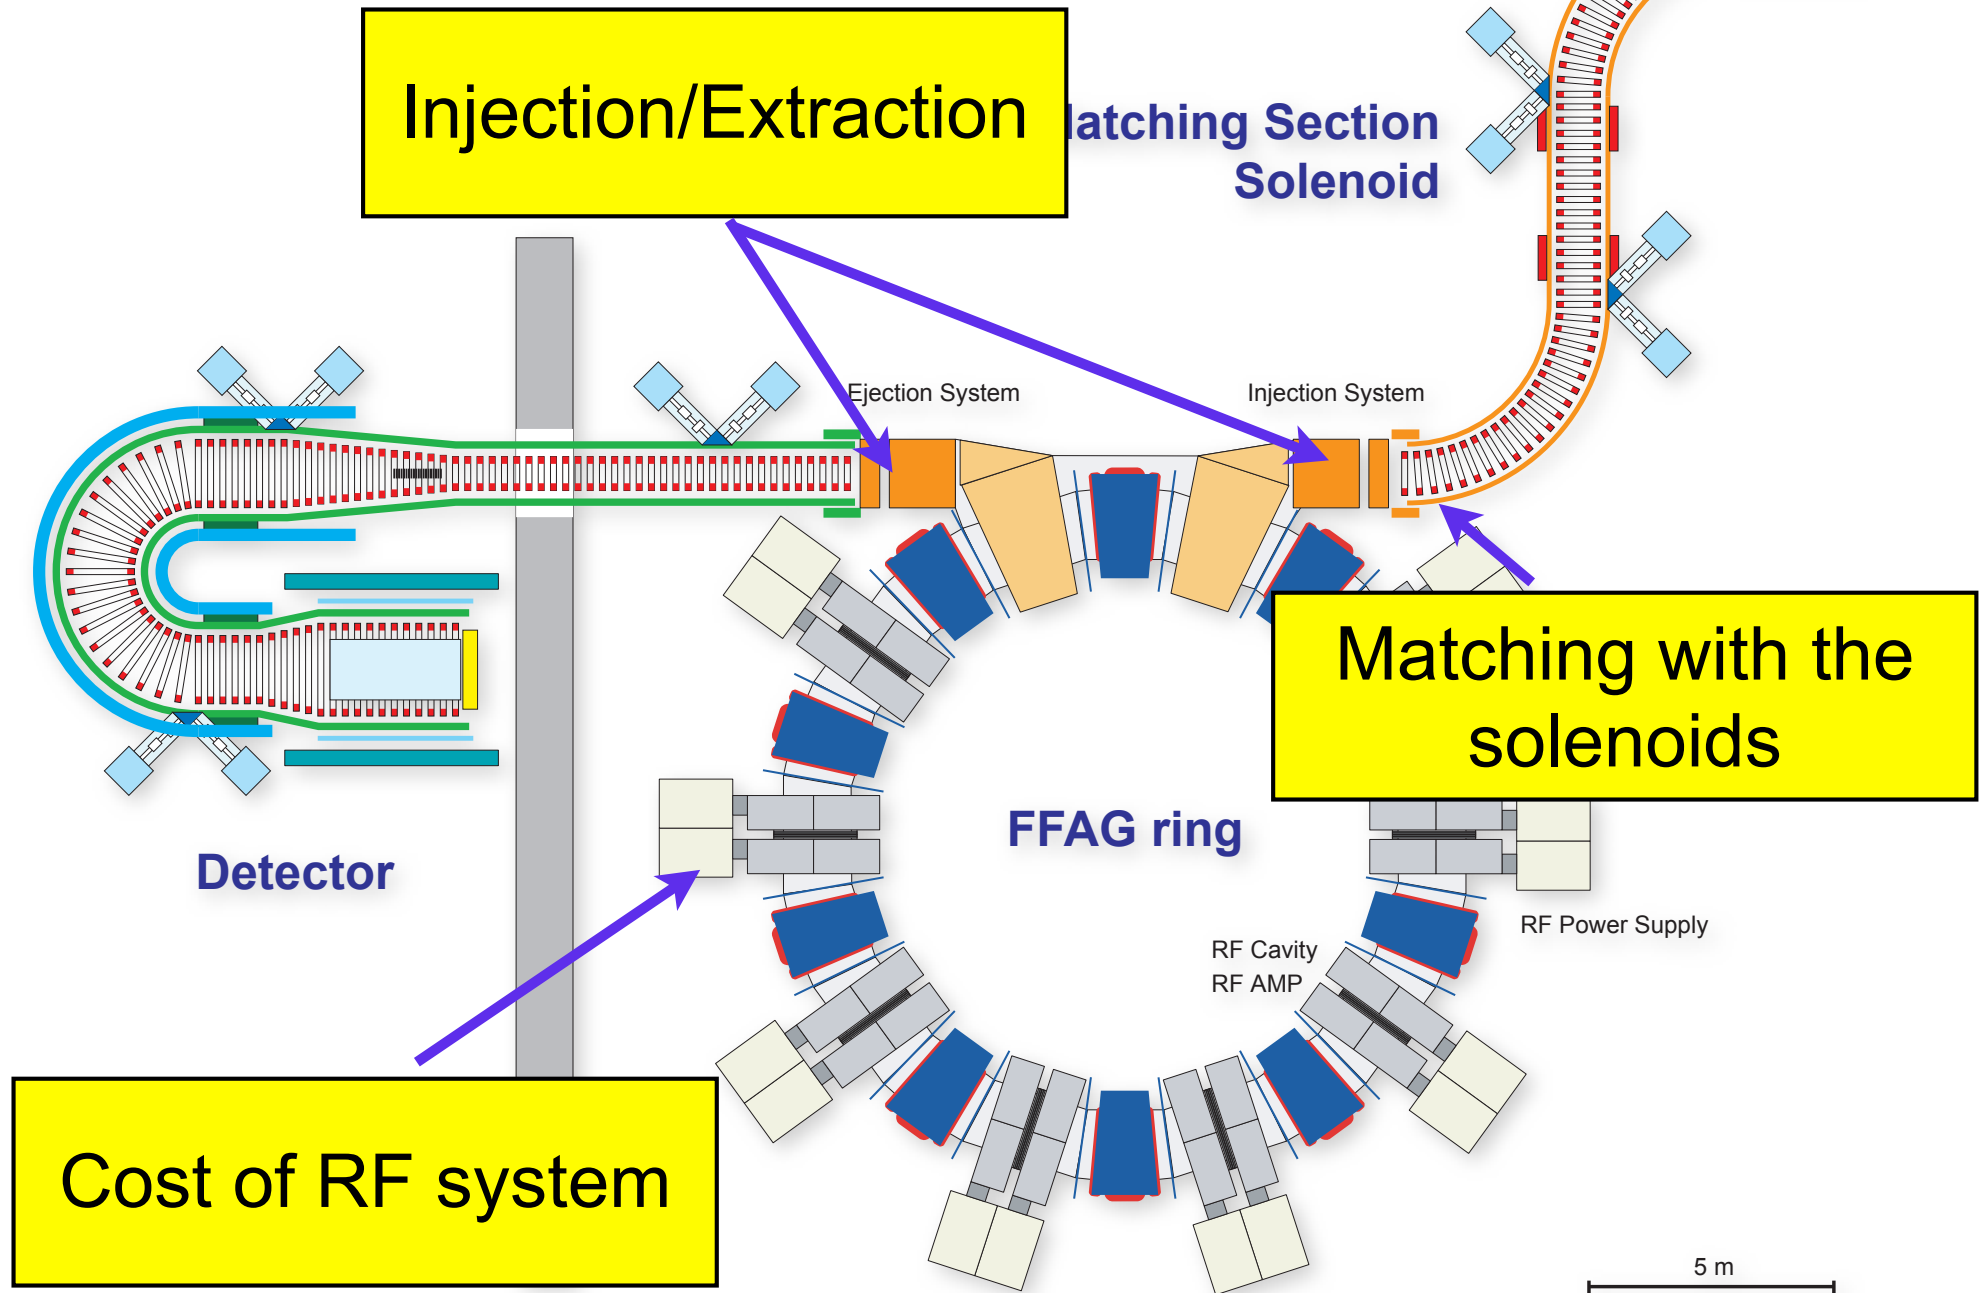 Injection/Extraction
atching Section
Solenoid
Ejection System
Injection System
Matching with the
solenoids
FFAG ring
Detector
RF Power Supply
RF Cavity
RF AMP
Cost of RF system
5 m